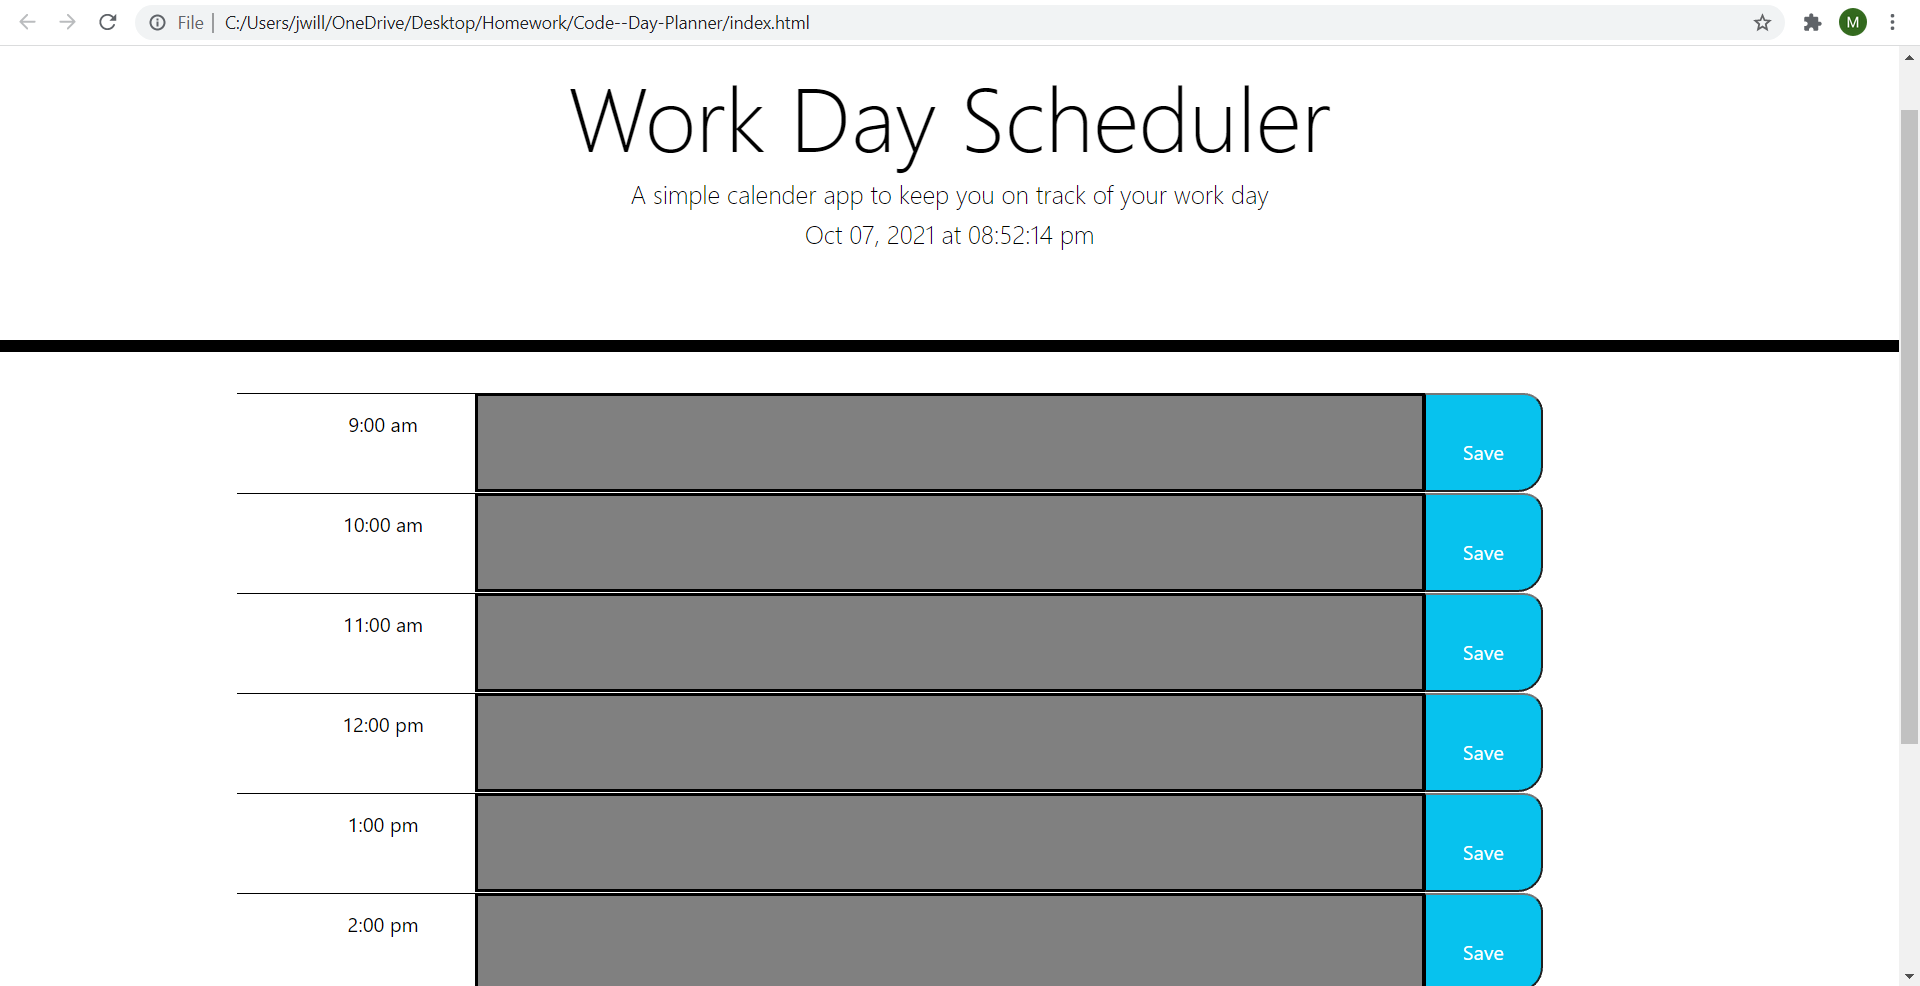 File | C:/Users/jwill/OneDrive/Desktop/Homework/Code--Day-Planner/index.html
M
Work Day Scheduler
A simple calender app to keep you on track of your work day
Oct 07, 2021 at 08:52:14 pm
9:00 am
Save
10:00 am
Save
11:00 am
Save
12:00 pm
Save
1:00 pm
Save
2:00 pm
Save